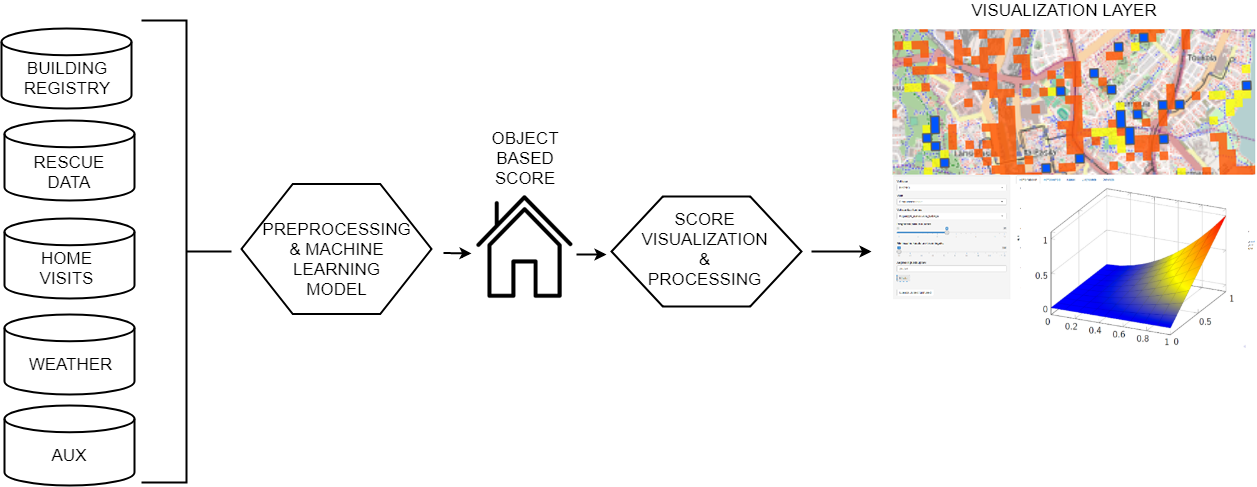 VISUALIZATION LAYER
BUILDING
REGISTRY
RESCUE
DATA
HOME
VISITS
WEATHER
AUX
PREPROCESSING
& MACHINE
LEARNING
MODEL
OBJECT
BASED
SCORE
SCORE
VISUALIZATION
&
PROCESSING
Toukola
1
0.5
0
0
0.2
0.4
0.6
0.8
1
0
0.5
1